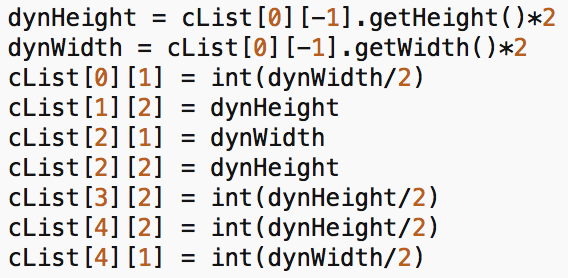 dynHeight = cList[0][-1].getHeight()*2
dynWidth = cList[0][-1].getWidth()*2
cList[0][1] = int(dynWidth/2)
cList[1][2] = dynHeight
cList[2][1] = dynWidth
cList[2][2] = dynHeight
cList[3][2] = int(dynHeight/2)
cList[4][2] = int(dynHeight/2)
cList[4][1] = int(dynWidth/2)